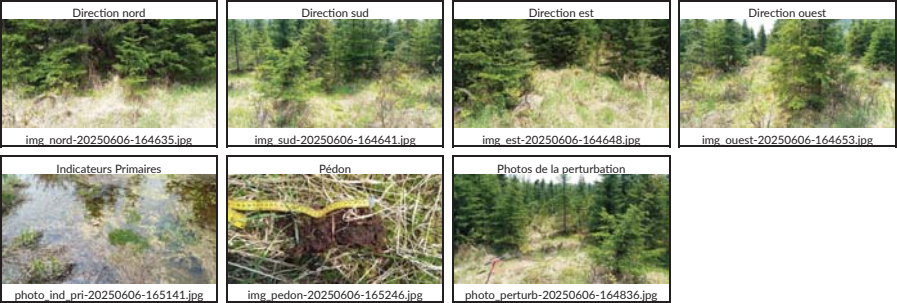 Direction nord
Direction sud
Direction est
Direction ouest
img_nord-20250606-164635.jpg
img_sud-20250606-164641.jpg
img_est-20250606-164648.jpg
img_ouest-20250606-164653.jpg
Indicateurs Primaires
Pédon
Photos de la perturbation
photo_ind_pri-20250606-165141.jpg
img_pedon-20250606-165246.jpg
photo_perturb-20250606-164836.jpg